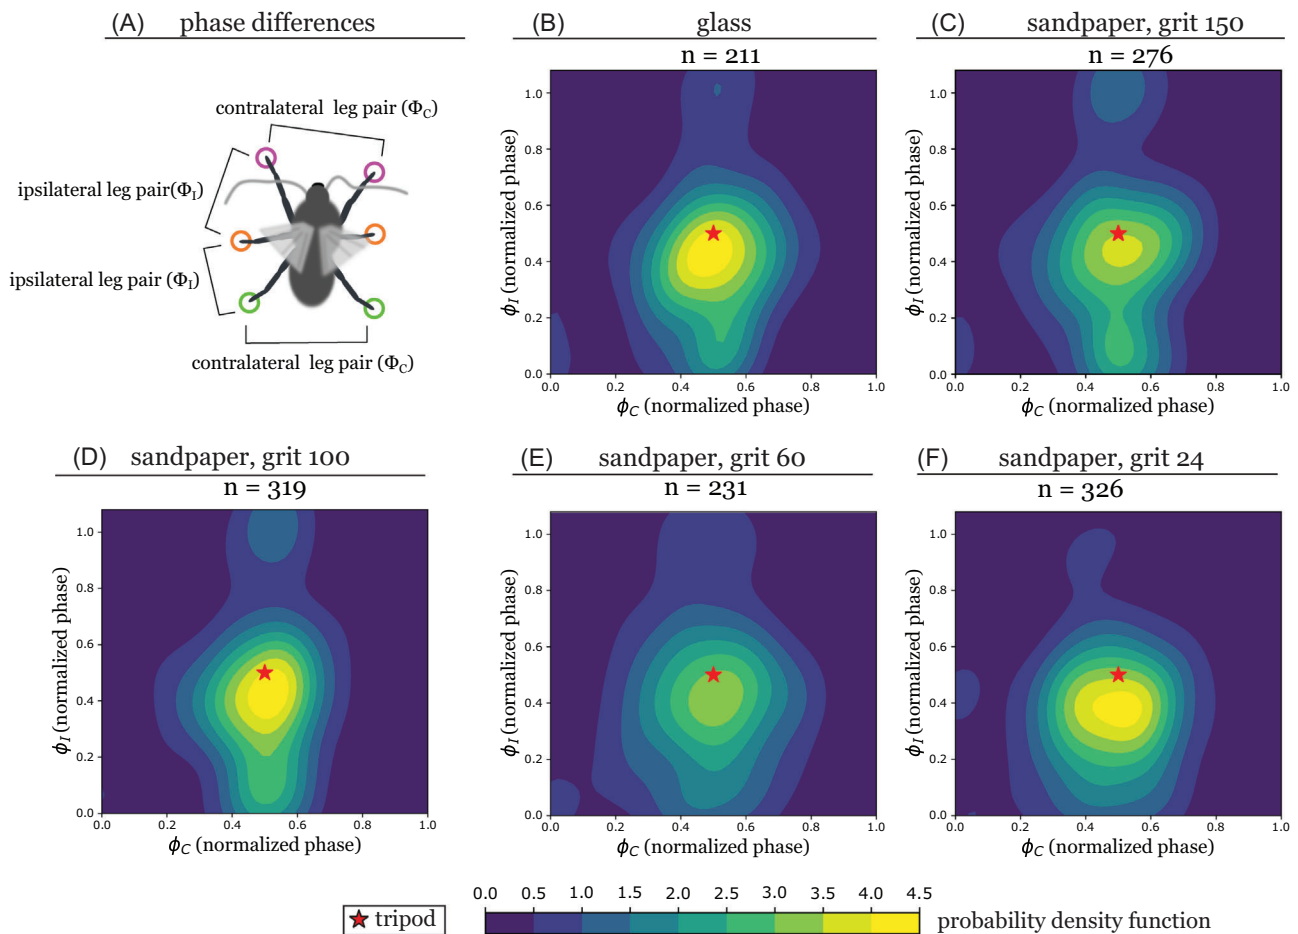 (A) phase differences
contralateral leg pair (Φ_C)
ipsilateral leg pair(Φ_I)
ipsilateral leg pair (Φ_I)
contralateral leg pair (Φ_C)
(B) glass
n = 211
1.0
0.8
0.6
0.4
0.2
0.0
ϕ_I (normalized phase)
0.0 0.2 0.4 0.6 0.8 1.0
ϕ_C (normalized phase)
(C) sandpaper, grit 150
n = 276
1.0
0.8
0.6
0.4
0.2
0.0
ϕ_I (normalized phase)
0.0 0.2 0.4 0.6 0.8 1.0
ϕ_C (normalized phase)
(D) sandpaper, grit 100
n = 319
1.0
0.8
0.6
0.4
0.2
0.0
ϕ_I (normalized phase)
0.0 0.2 0.4 0.6 0.8 1.0
ϕ_C (normalized phase)
(E) sandpaper, grit 60
n = 231
1.0
0.8
0.6
0.4
0.2
0.0
ϕ_I (normalized phase)
0.0 0.2 0.4 0.6 0.8 1.0
ϕ_C (normalized phase)
(F) sandpaper, grit 24
n = 326
1.0
0.8
0.6
0.4
0.2
0.0
ϕ_I (normalized phase)
0.0 0.2 0.4 0.6 0.8 1.0
ϕ_C (normalized phase)
tripod
0.0 0.5 1.0 1.5 2.0 2.5 3.0 3.5 4.0 4.5
probability density function